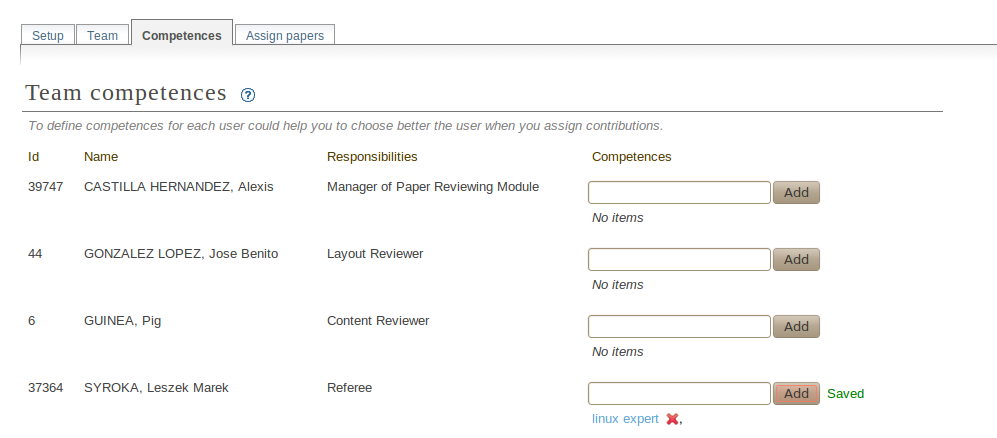 Setup Team Competences Assign papers
Team competences ?
To define competences for each user could help you to choose better the user when you assign contributions.
Id Name Responsibilities Competences
39747 CASTILLA HERNANDEZ, Alexis Manager of Paper Reviewing Module Add
No items
44 GONZALEZ LOPEZ, Jose Benito Layout Reviewer Add
No items
6 GUINEA, Pig Content Reviewer Add
No items
37364 SYROKA, Leszek Marek Referee Add Saved
linux expert ,